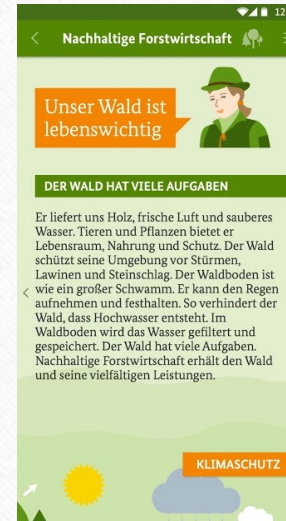 12
Nachhaltige Forstwirtschaft
Unser Wald ist
lebenswichtig
DER WALD HAT VIELE AUFGABEN
Er liefert uns Holz, frische Luft und sauberes
Wasser. Tieren und Pflanzen bietet er
Lebensraum, Nahrung und Schutz. Der Wald
schützt seine Umgebung vor Stürmen,
Lawinen und Steinschlag. Der Waldboden ist
wie ein großer Schwamm. Er kann den Regen
aufnehmen und festhalten. So verhindert der
Wald, dass Hochwasser entsteht. Im
Waldboden wird das Wasser gefiltert und
gespeichert. Der Wald hat viele Aufgaben.
Nachhaltige Forstwirtschaft erhält den Wald
und seine vielfältigen Leistungen.
KLIMASCHUTZ